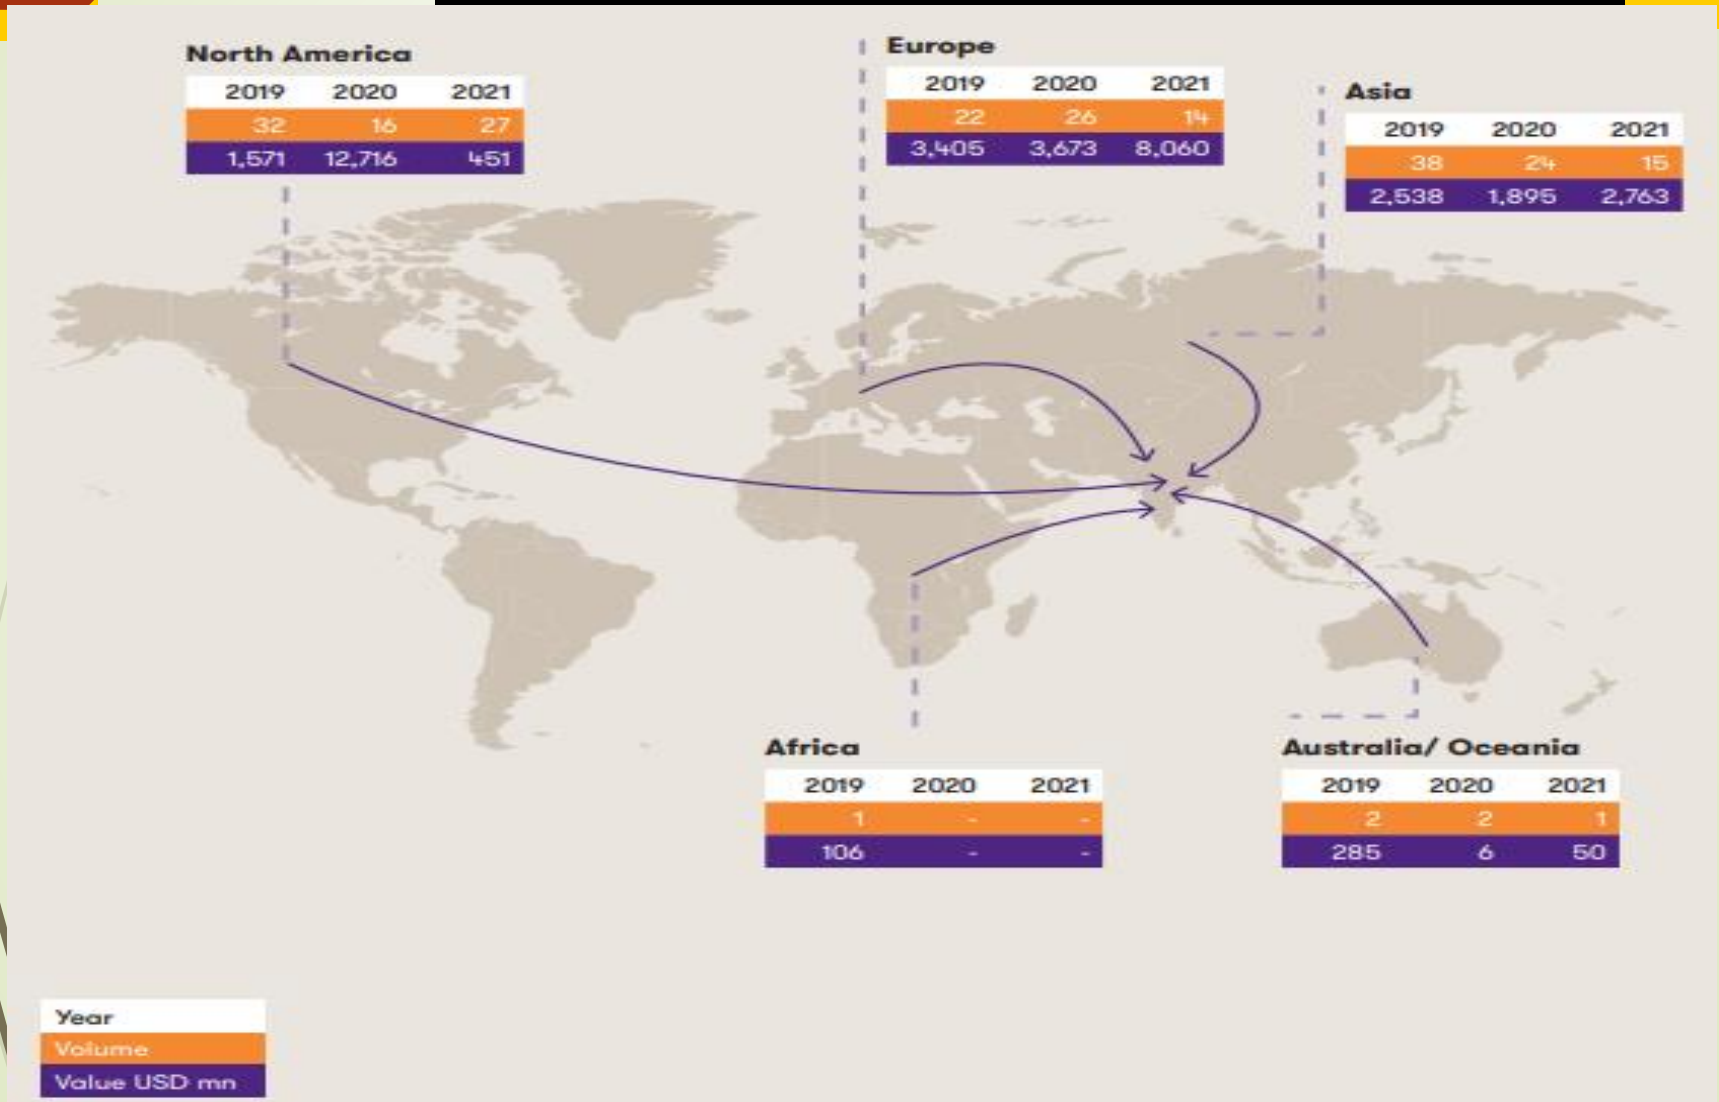 North America
2019 2020 2021
32 16 27
1,571 12,716 451
Europe
2019 2020 2021
22 26 14
3,405 3,673 8,060
Asia
2019 2020 2021
38 24 15
2,538 1,895 2,763
Africa
2019 2020 2021
1 - -
106 - -
Australia/ Oceania
2019 2020 2021
2 2 1
285 6 50
Year
Volume
Value USD mn